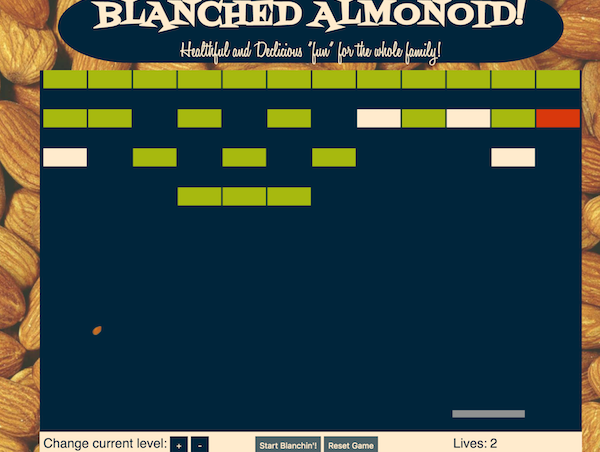 BLANCHED ALMONOID!
Healthful and Declicious "fun" for the whole family!
Change current level: + - Start Blanchin'! Reset Game Lives: 2